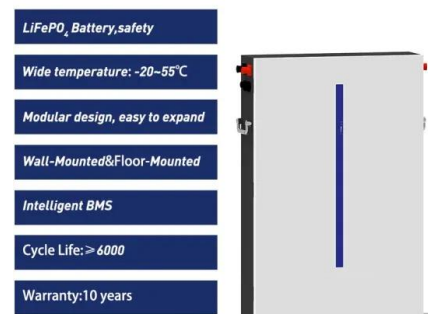 LiFePO₄ Battery,safety
Wide temperature: -20~55℃
Modular design, easy to expand
Wall-Mounted&Floor-Mounted
Intelligent BMS
Cycle Life:≥6000
Warranty:10 years